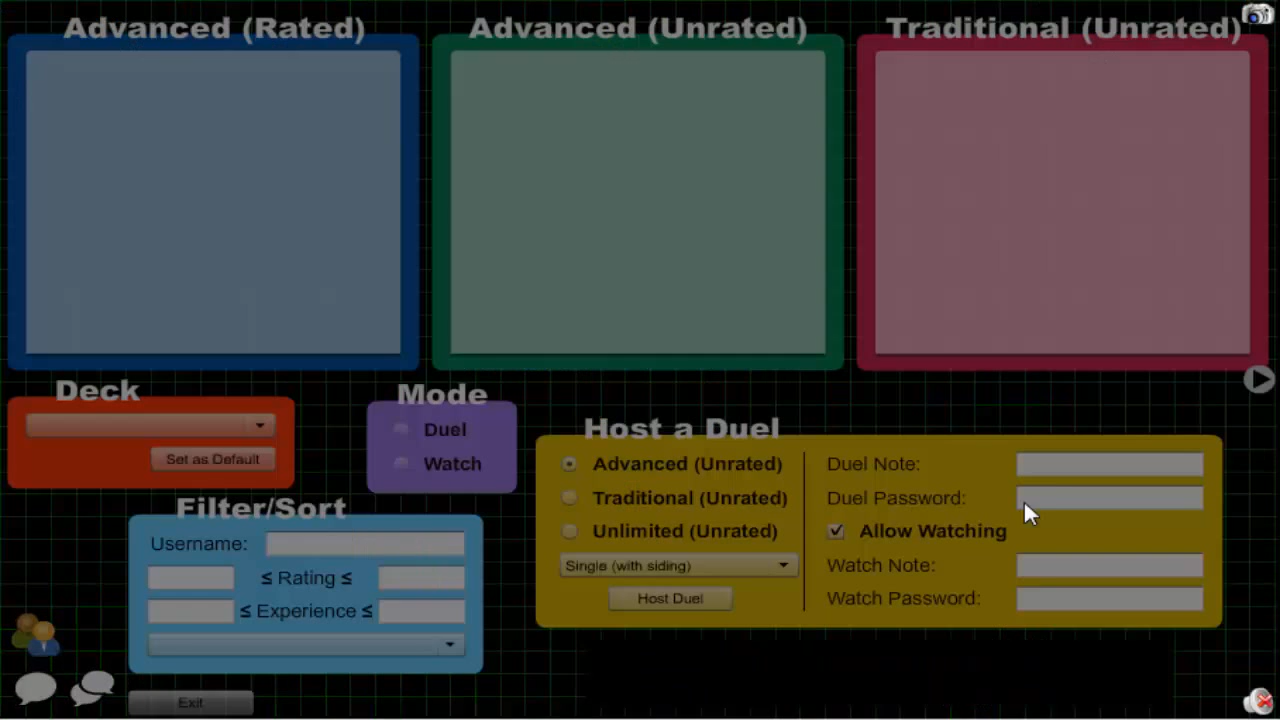 Advanced (Rated)
Advanced (Unrated)
Traditional (Unrated)
Deck
Set as Default
Mode
Duel
Watch
Filter/Sort
Username:
≤ Rating ≤
≤ Experience ≤
Exit
Host a Duel
Advanced (Unrated)
Traditional (Unrated)
Unlimited (Unrated)
Single (with siding)
Host Duel
Duel Note:
Duel Password:
Allow Watching
Watch Note:
Watch Password: